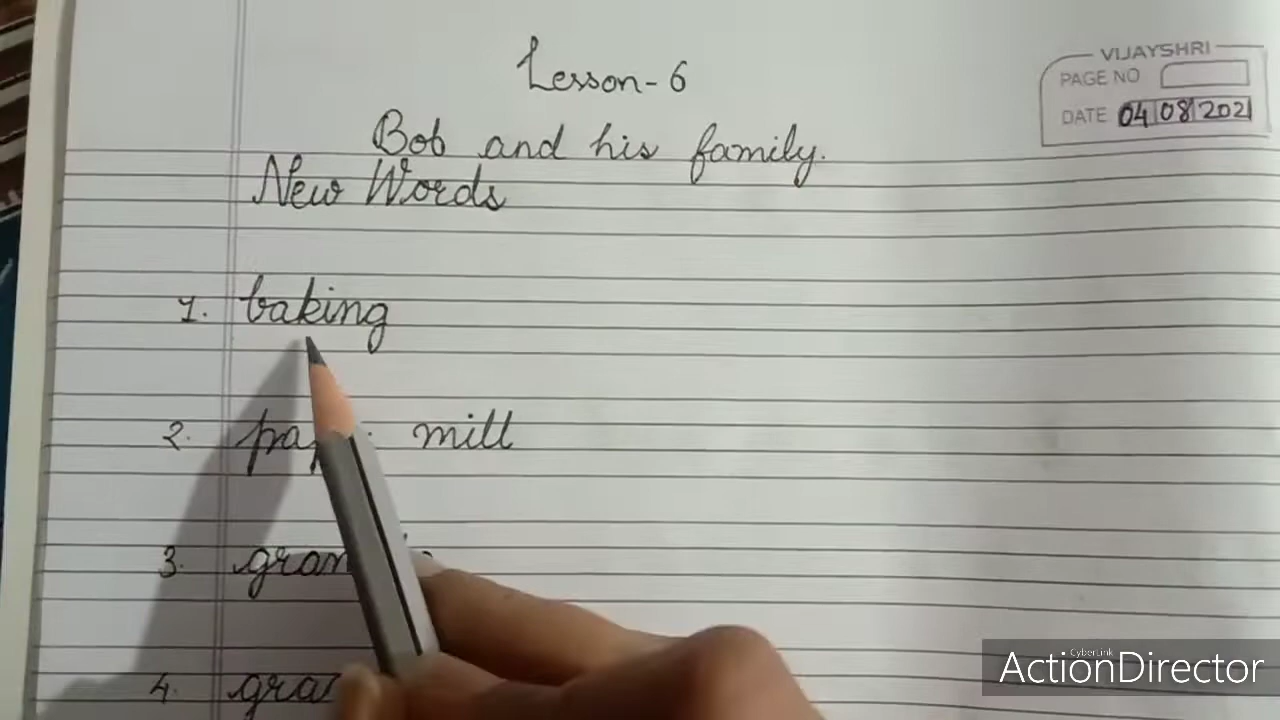 Lesson-6
VIJAYSHRI
PAGE NO
DATE 04 08 2021
Bob and his family.
New Words
1. baking
2. mill
3.
4.
CyberLink
ActionDirector